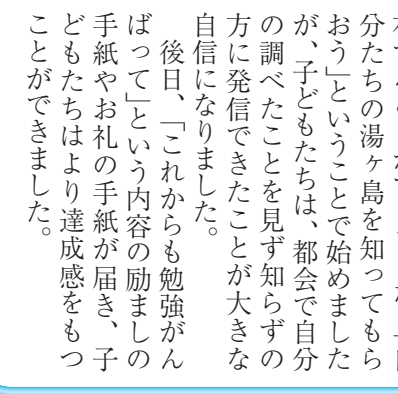 分たちの湯ヶ島を知ってもら
おう」ということで始めました
が、子どもたちは、都会で自分
の調べたことを見ず知らずの
方に発信できたことが大きな
自信になりました。
後日、「これからも勉強がん
ばって」という内容の励ましの
手紙やお礼の手紙が届き、子
どもたちはより達成感をもつ
ことができました。